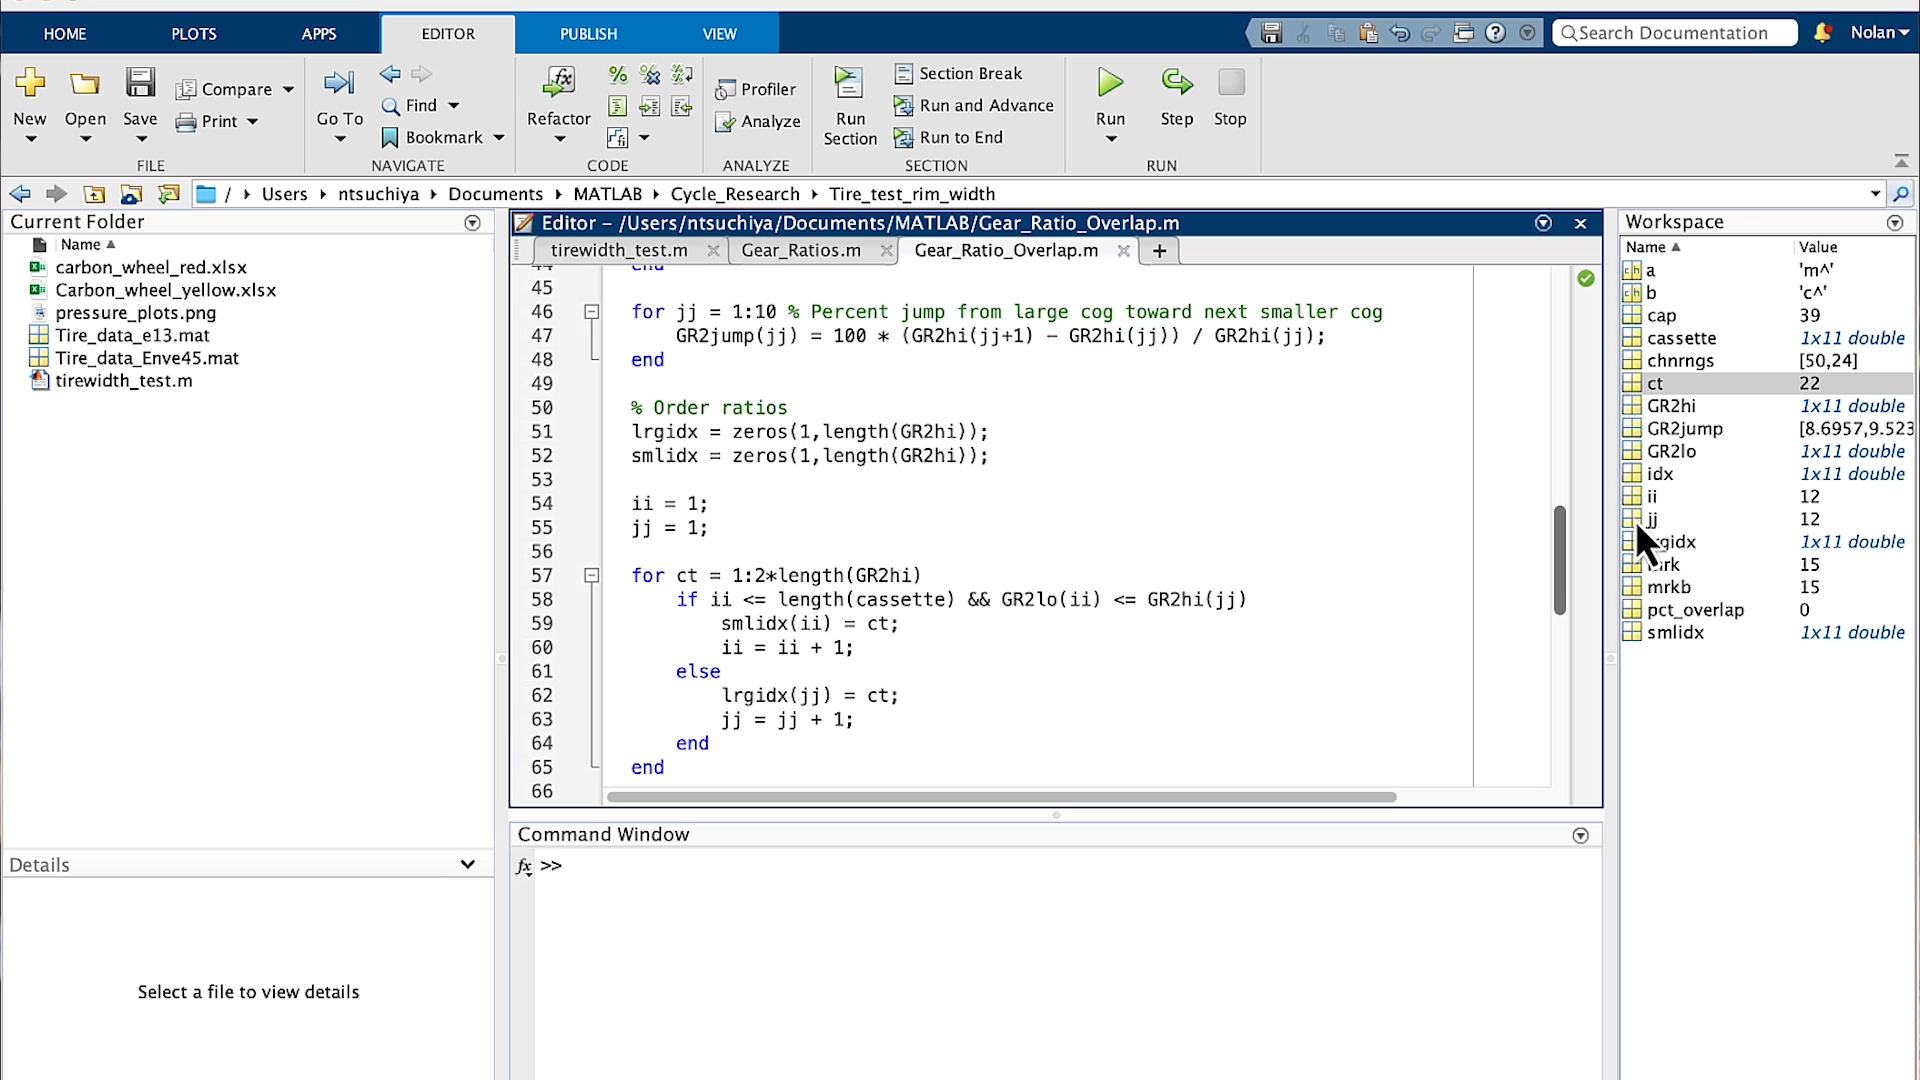 HOME PLOTS APPS EDITOR PUBLISH VIEW Search Documentation Nolan
New Open Save Compare Print Go To Find Bookmark Refactor Profiler Analyze Run Section Section Break Run and Advance Run to End Run Step Stop
FILE NAVIGATE CODE ANALYZE SECTION RUN
/ Users ntsuchiya Documents MATLAB Cycle_Research Tire_test_rim_width
Current Folder
Name
carbon_wheel_red.xlsx
Carbon_wheel_yellow.xlsx
pressure_plots.png
Tire_data_e13.mat
Tire_data_Enve45.mat
tirewidth_test.m
Details
Select a file to view details
Editor – /Users/ntsuchiya/Documents/MATLAB/Gear_Ratio_Overlap.m
tirewidth_test.m Gear_Ratios.m Gear_Ratio_Overlap.m +
44 end
45
46 for jj = 1:10 % Percent jump from large cog toward next smaller cog
47 GR2jump(jj) = 100 * (GR2hi(jj+1) - GR2hi(jj)) / GR2hi(jj);
48 end
49
50 % Order ratios
51 lrgidx = zeros(1,length(GR2hi));
52 smlidx = zeros(1,length(GR2hi));
53
54 ii = 1;
55 jj = 1;
56
57 for ct = 1:2*length(GR2hi)
58 if ii <= length(cassette) && GR2lo(ii) <= GR2hi(jj)
59 smlidx(ii) = ct;
60 ii = ii + 1;
61 else
62 lrgidx(jj) = ct;
63 jj = jj + 1;
64 end
65 end
66
Command Window
fx >>
Workspace
Name Value
a 'm^'
b 'c^'
cap 39
cassette 1x11 double
chnrngs [50,24]
ct 22
GR2hi 1x11 double
GR2jump [8.6957,9.523
GR2lo 1x11 double
idx 1x11 double
ii 12
jj 12
gidx 1x11 double
rk 15
mrkb 15
pct_overlap 0
smlidx 1x11 double